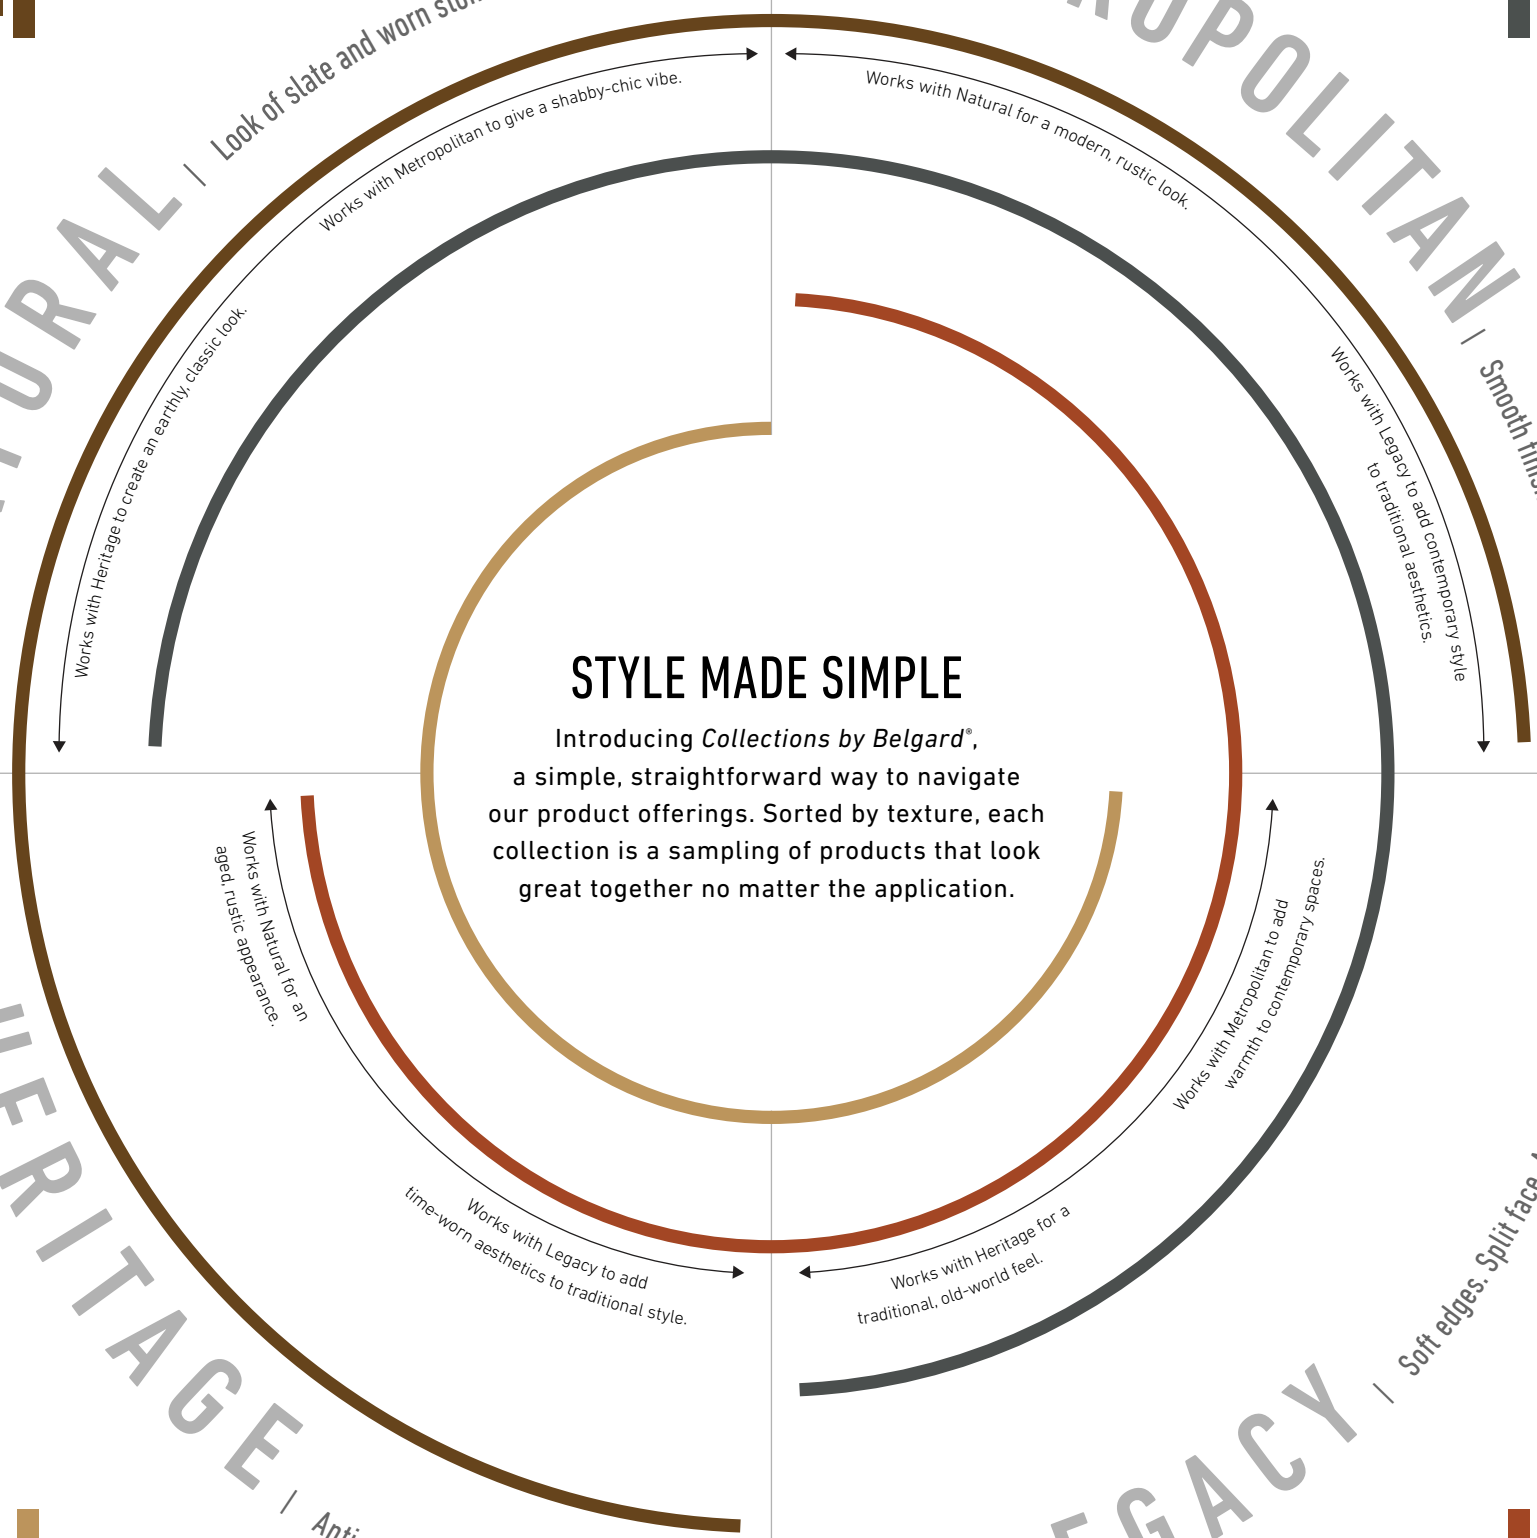 Look of slate and worn
Works with Metropolitan to give a shabby-chic vibe.
Works with Heritage to create an earthly, classic look.
Works with Natural for a modern, rustic look.
Works with Legacy to add contemporary style
to traditional aesthetics.
Smooth
STYLE MADE SIMPLE
Introducing Collections by Belgard®,
a simple, straightforward way to navigate
our product offerings. Sorted by texture, each
collection is a sampling of products that look
great together no matter the application.
HERITAGE
Works with Natural for an
aged, rustic appearance.
Works with Legacy to add
time-worn aesthetics to traditional style.
Works with Metropolitan to add
warmth to contemporary spaces.
Works with Heritage for a
traditional, old-world feel.
Soft edges. Split face.